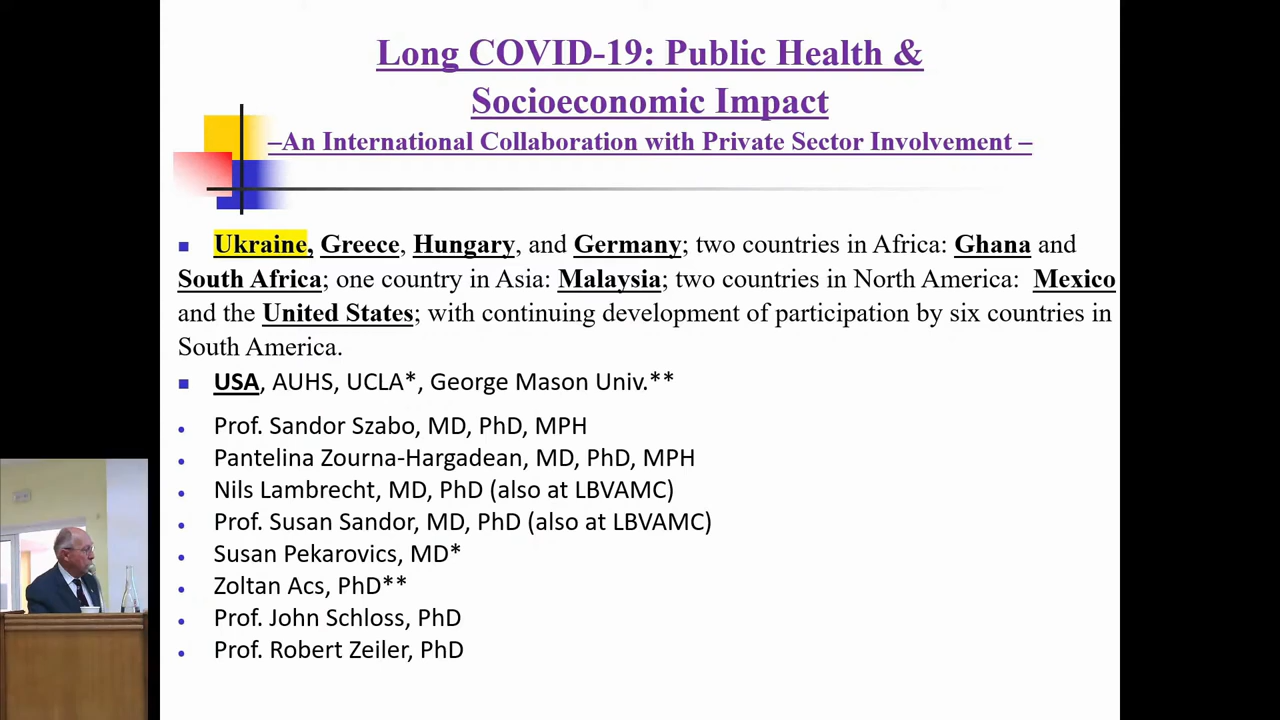 Long COVID-19: Public Health &
Socioeconomic Impact
–An International Collaboration with Private Sector Involvement –
Ukraine, Greece, Hungary, and Germany; two countries in Africa: Ghana and
South Africa; one country in Asia: Malaysia; two countries in North America: Mexico
and the United States; with continuing development of participation by six countries in
South America.
USA, AUHS, UCLA*, George Mason Univ.**
Prof. Sandor Szabo, MD, PhD, MPH
Pantelina Zourna-Hargadean, MD, PhD, MPH
Nils Lambrecht, MD, PhD (also at LBVAMC)
Prof. Susan Sandor, MD, PhD (also at LBVAMC)
Susan Pekarovics, MD*
Zoltan Acs, PhD**
Prof. John Schloss, PhD
Prof. Robert Zeiler, PhD